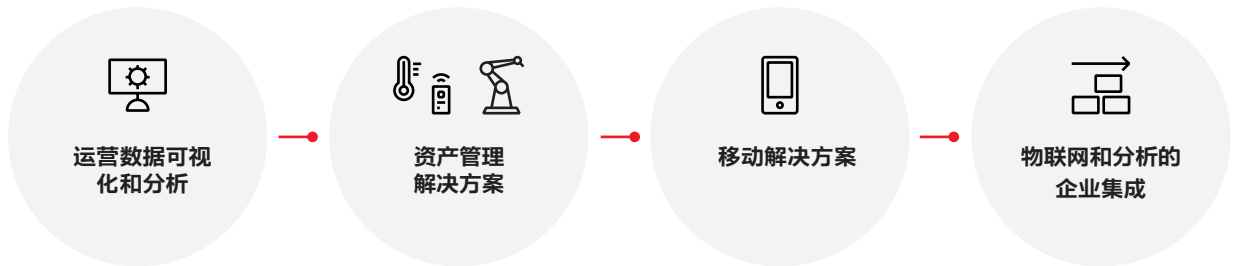 运营数据可视
化和分析
资产管理
解决方案
移动解决方案
物联网和分析的
企业集成